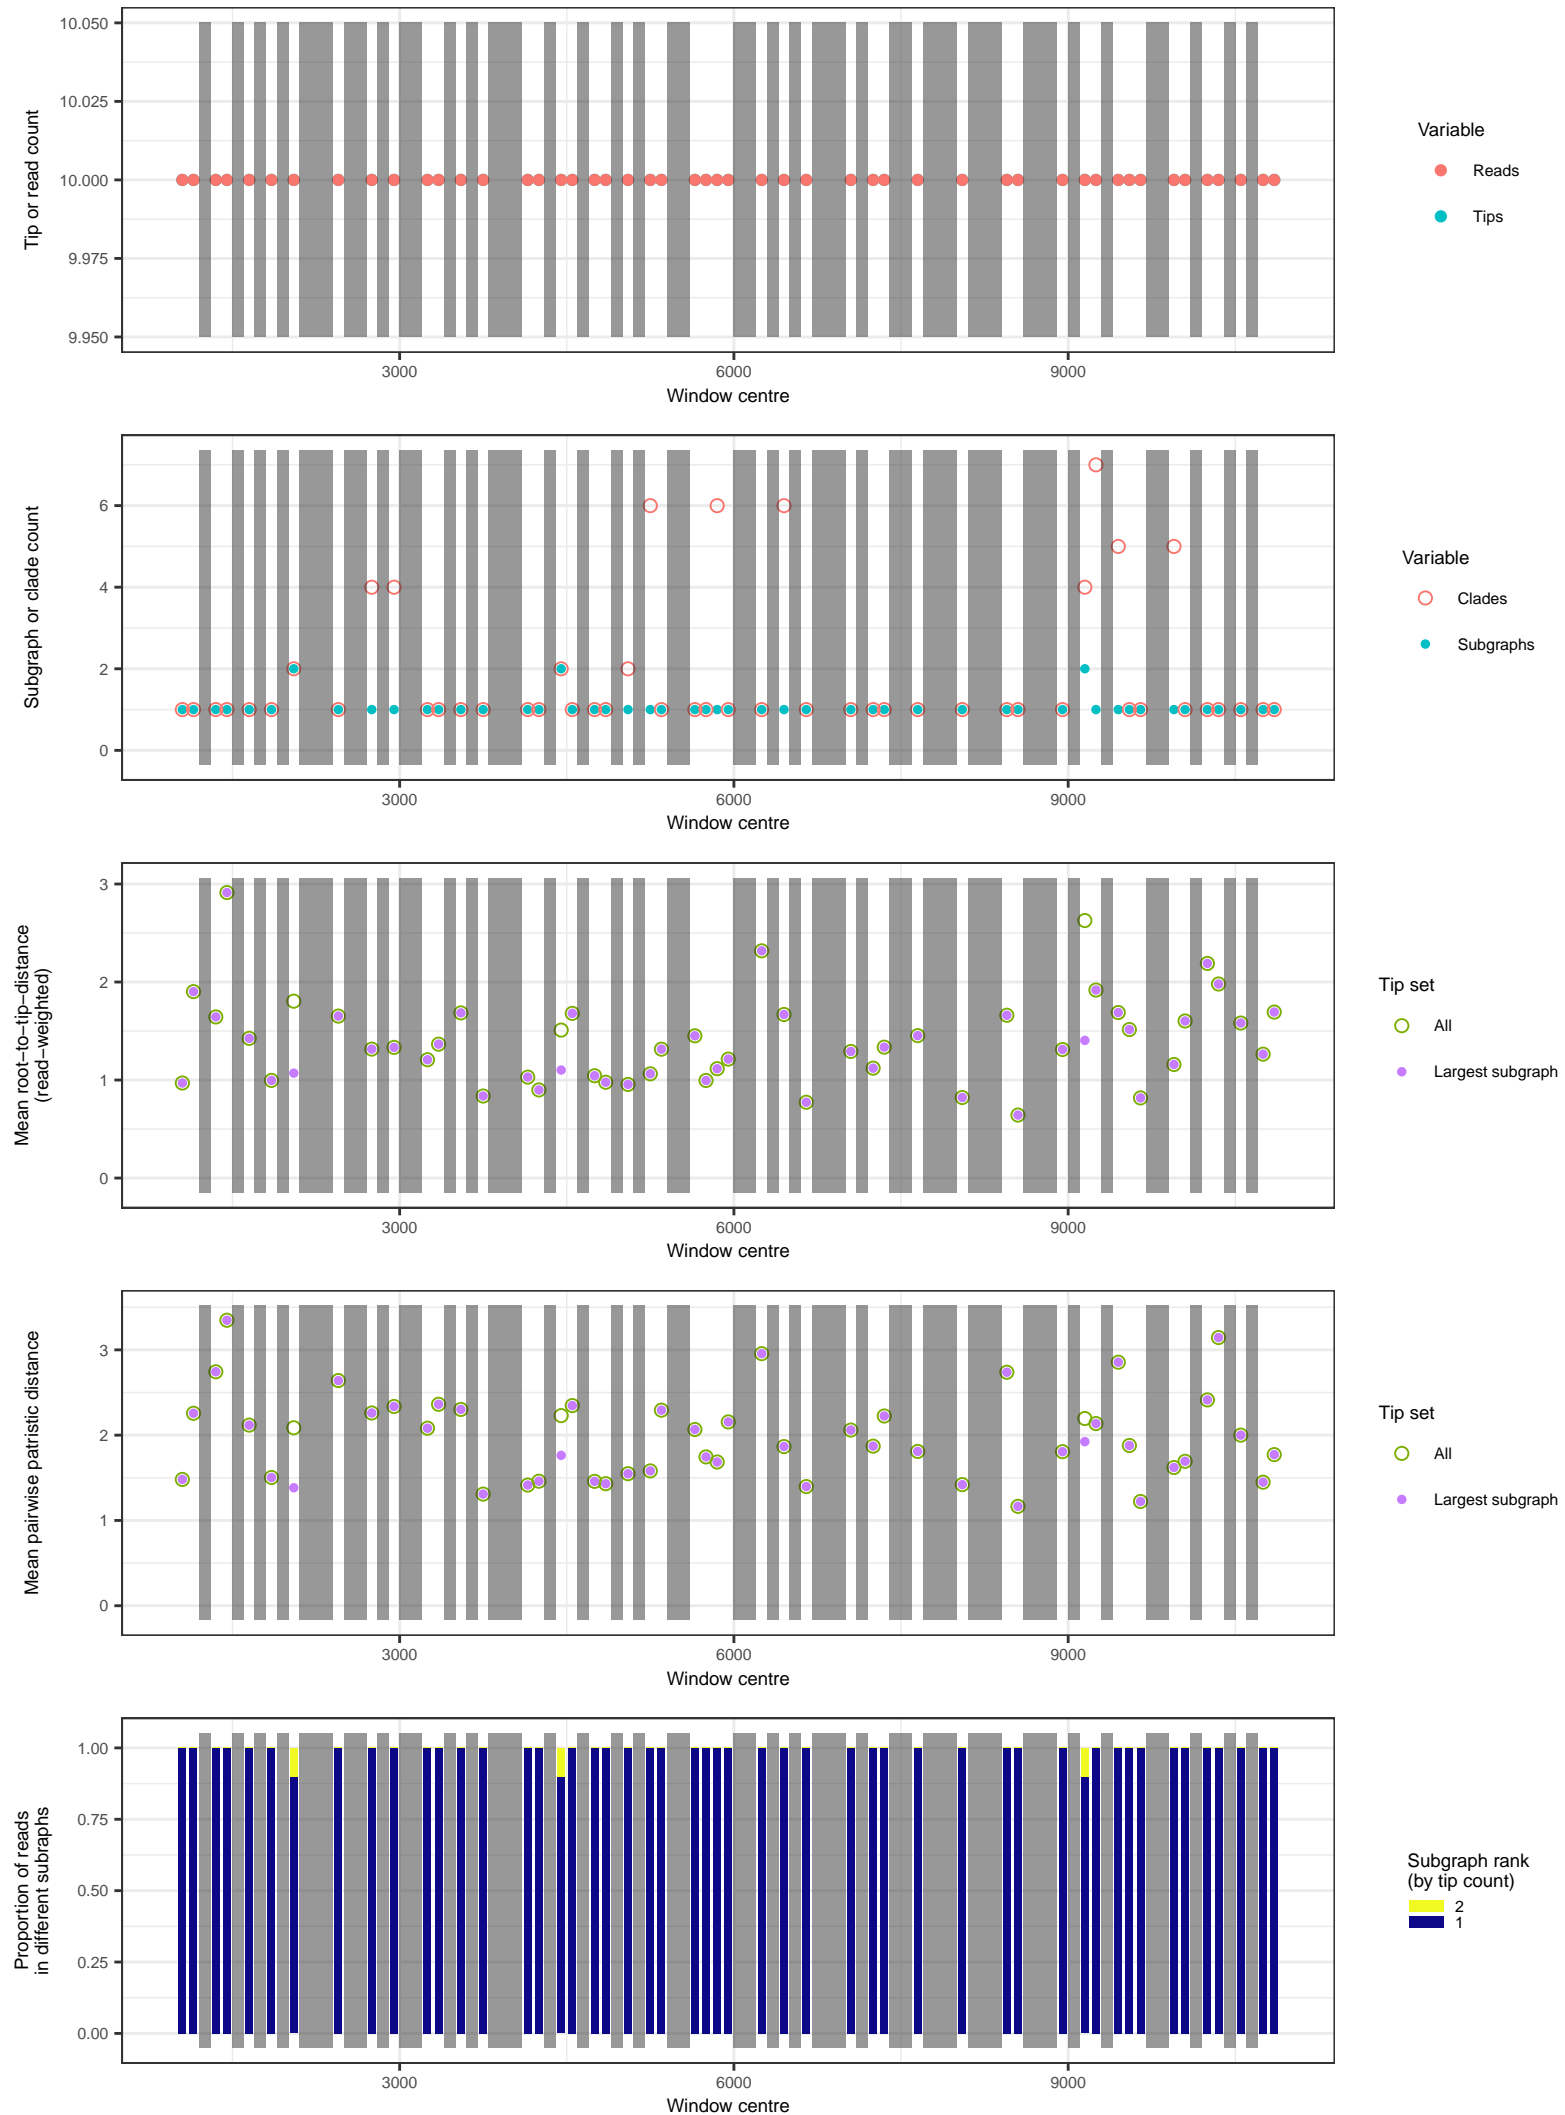 10.050
10.025
10.000
9.975
9.950
Tip or read count
3000
6000
9000
Window centre
Variable
Reads
Tips
6
4
2
0
Subgraph or clade count
3000
6000
9000
Window centre
Variable
Clades
Subgraphs
3
2
1
0
Mean root−to−tip−distance
(read−weighted)
3000
6000
9000
Window centre
Tip set
All
Largest subgraph
3
2
1
0
Mean pairwise patristic distance
3000
6000
9000
Window centre
Tip set
All
Largest subgraph
1.00
0.75
0.50
0.25
0.00
Proportion of reads
in different subraphs
3000
6000
9000
Window centre
Subgraph rank
(by tip count)
2
1